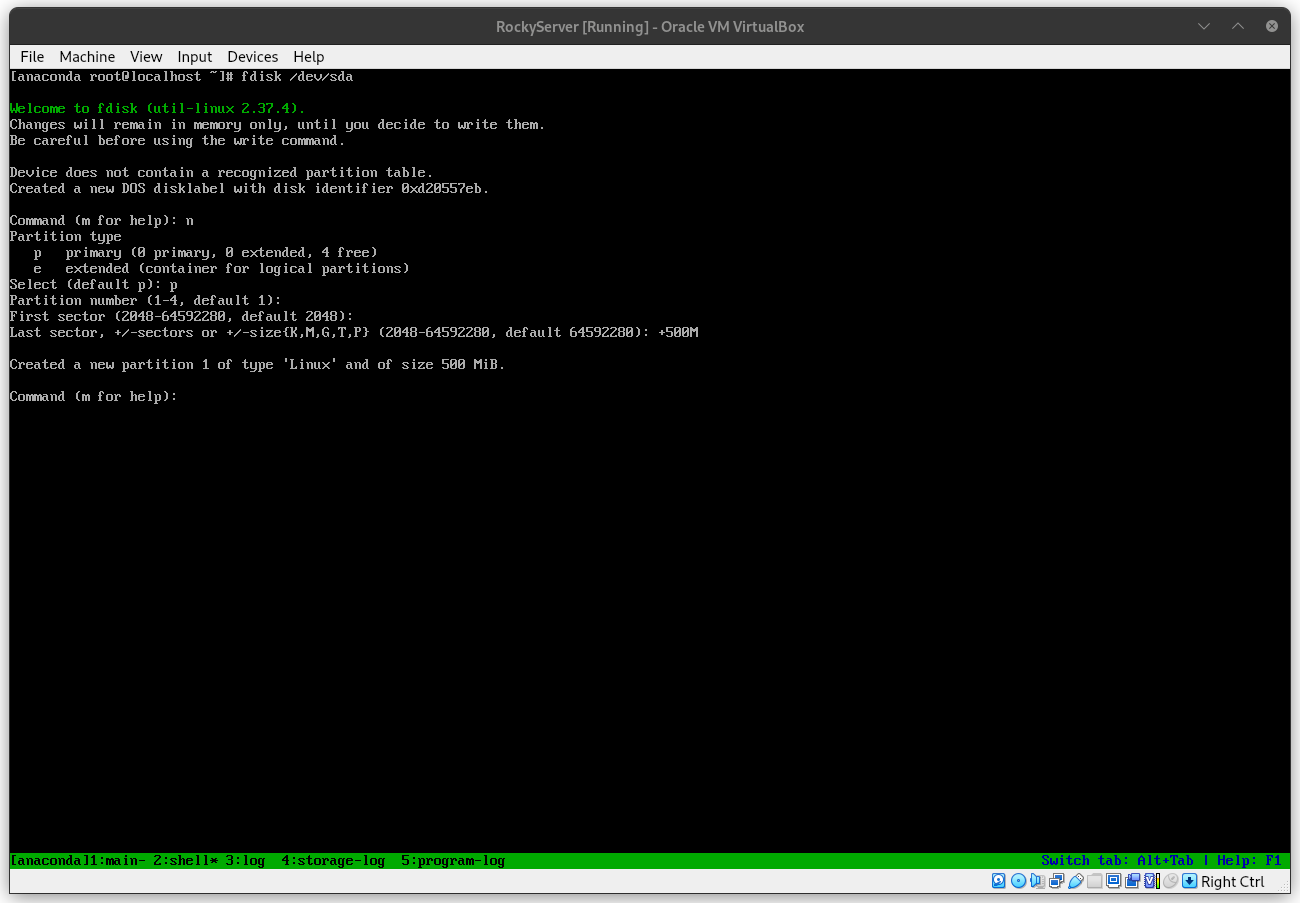 RockyServer [Running] - Oracle VM VirtualBox
File Machine View Input Devices Help
[anaconda root@localhost ~]# fdisk /dev/sda
Welcome to fdisk (util-linux 2.37.4).
Changes will remain in memory only, until you decide to write them.
Be careful before using the write command.
Device does not contain a recognized partition table.
Created a new DOS disklabel with disk identifier 0xd20557eb.
Command (m for help): n
Partition type
p   primary (0 primary, 0 extended, 4 free)
e   extended (container for logical partitions)
Select (default p): p
Partition number (1-4, default 1):
First sector (2048-64592280, default 2048):
Last sector, +/-sectors or +/-size{K,M,G,T,P} (2048-64592280, default 64592280): +500M
Created a new partition 1 of type 'Linux' and of size 500 MiB.
Command (m for help):
[anaconda]1:main- 2:shell* 3:log  4:storage-log  5:program-log Switch tab: Alt+Tab | Help: F1
Right Ctrl